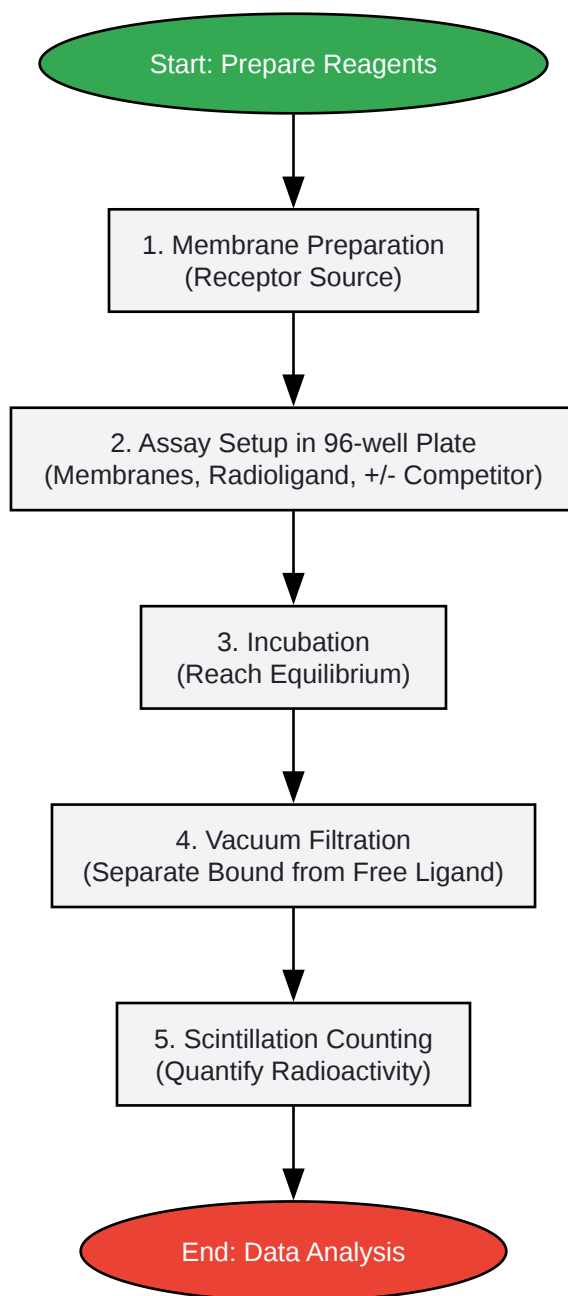 Start: Prepare Reagents
1. Membrane Preparation
(Receptor Source)
2. Assay Setup in 96-well Plate
(Membranes, Radioligand, +/- Competitor)
3. Incubation
(Reach Equilibrium)
4. Vacuum Filtration
(Separate Bound from Free Ligand)
5. Scintillation Counting
(Quantify Radioactivity)
End: Data Analysis